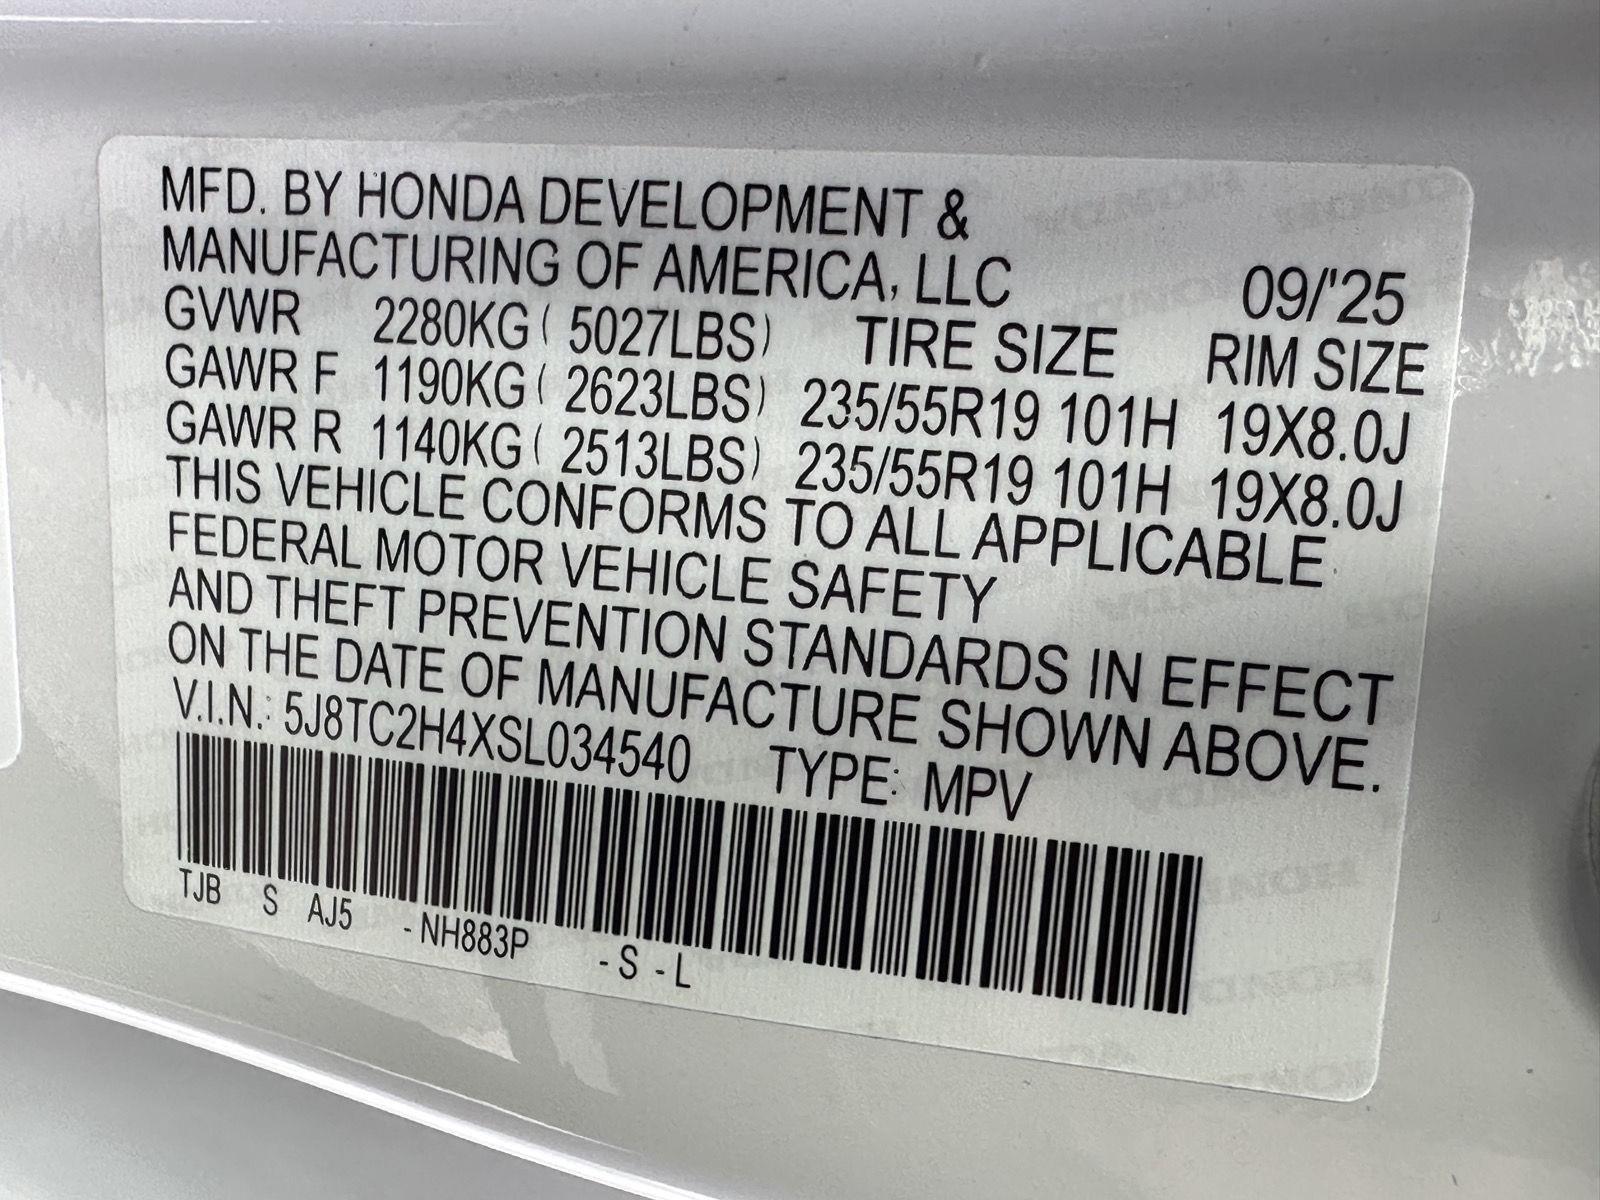 MFD. BY HONDA DEVELOPMENT &
MANUFACTURING OF AMERICA, LLC 09/'25
GVWR 2280KG ( 5027LBS) TIRE SIZE RIM SIZE
GAWR F 1190KG ( 2623LBS) 235/55R19 101H 19X8.0J
GAWR R 1140KG ( 2513LBS) 235/55R19 101H 19X8.0J
THIS VEHICLE CONFORMS TO ALL APPLICABLE
FEDERAL MOTOR VEHICLE SAFETY
AND THEFT PREVENTION STANDARDS IN EFFECT
ON THE DATE OF MANUFACTURE SHOWN ABOVE.
V.I.N.: 5J8TC2H4XSL034540 TYPE: MPV
TJB S AJ5 -NH883P -S -L